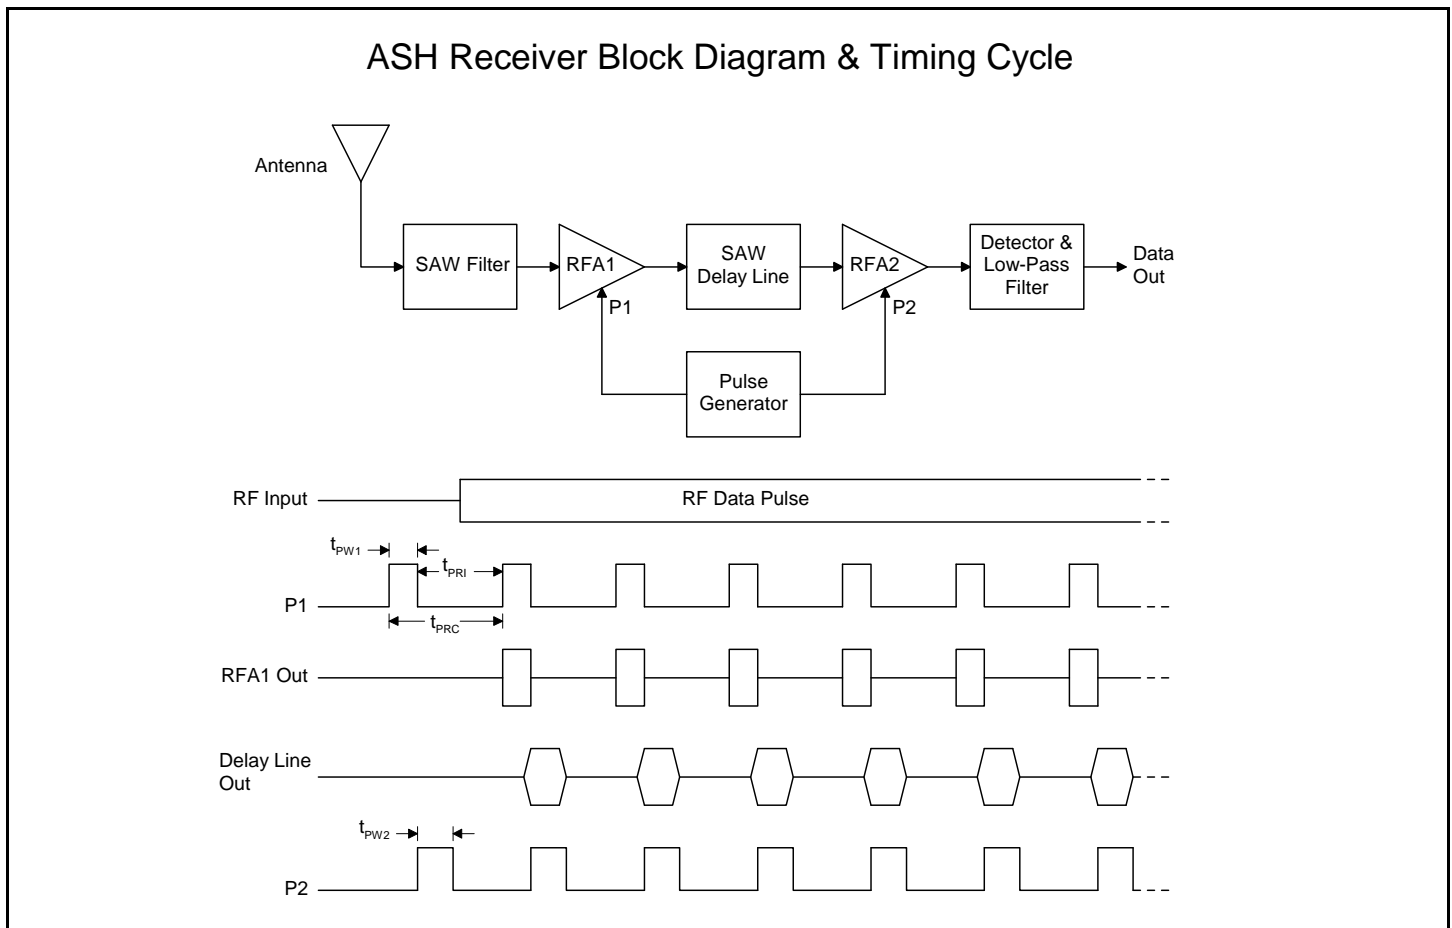 ASH Receiver Block Diagram & Timing Cycle
Antenna
SAW Filter
RFA1
SAW
Delay Line
RFA2
Detector &
Low-Pass
Filter
Data
Out
P1
P2
Pulse
Generator
RF Input
RF Data Pulse
tPW1
tPRI
P1
tPRC
RFA1 Out
Delay Line
Out
tPW2
P2